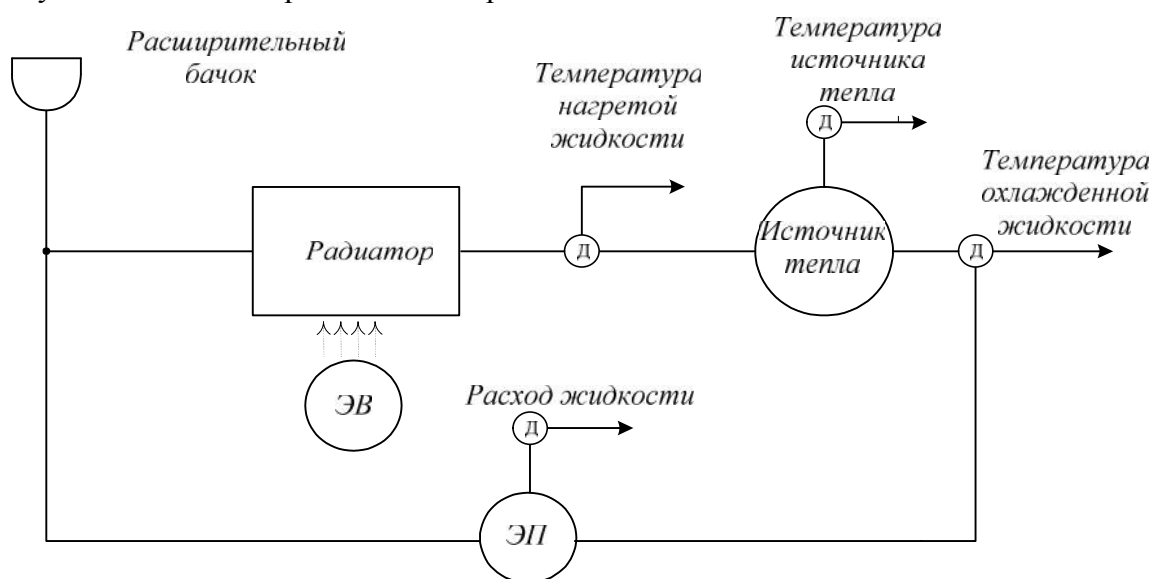 Расширительный
бачок
Температура
нагретой
жидкости
Температура
источника
тепла
Д
Температура
охлажденной
жидкости
Радиатор
Д
Источник
тепла
Д
ЭВ
Расход жидкости
Д
ЭП